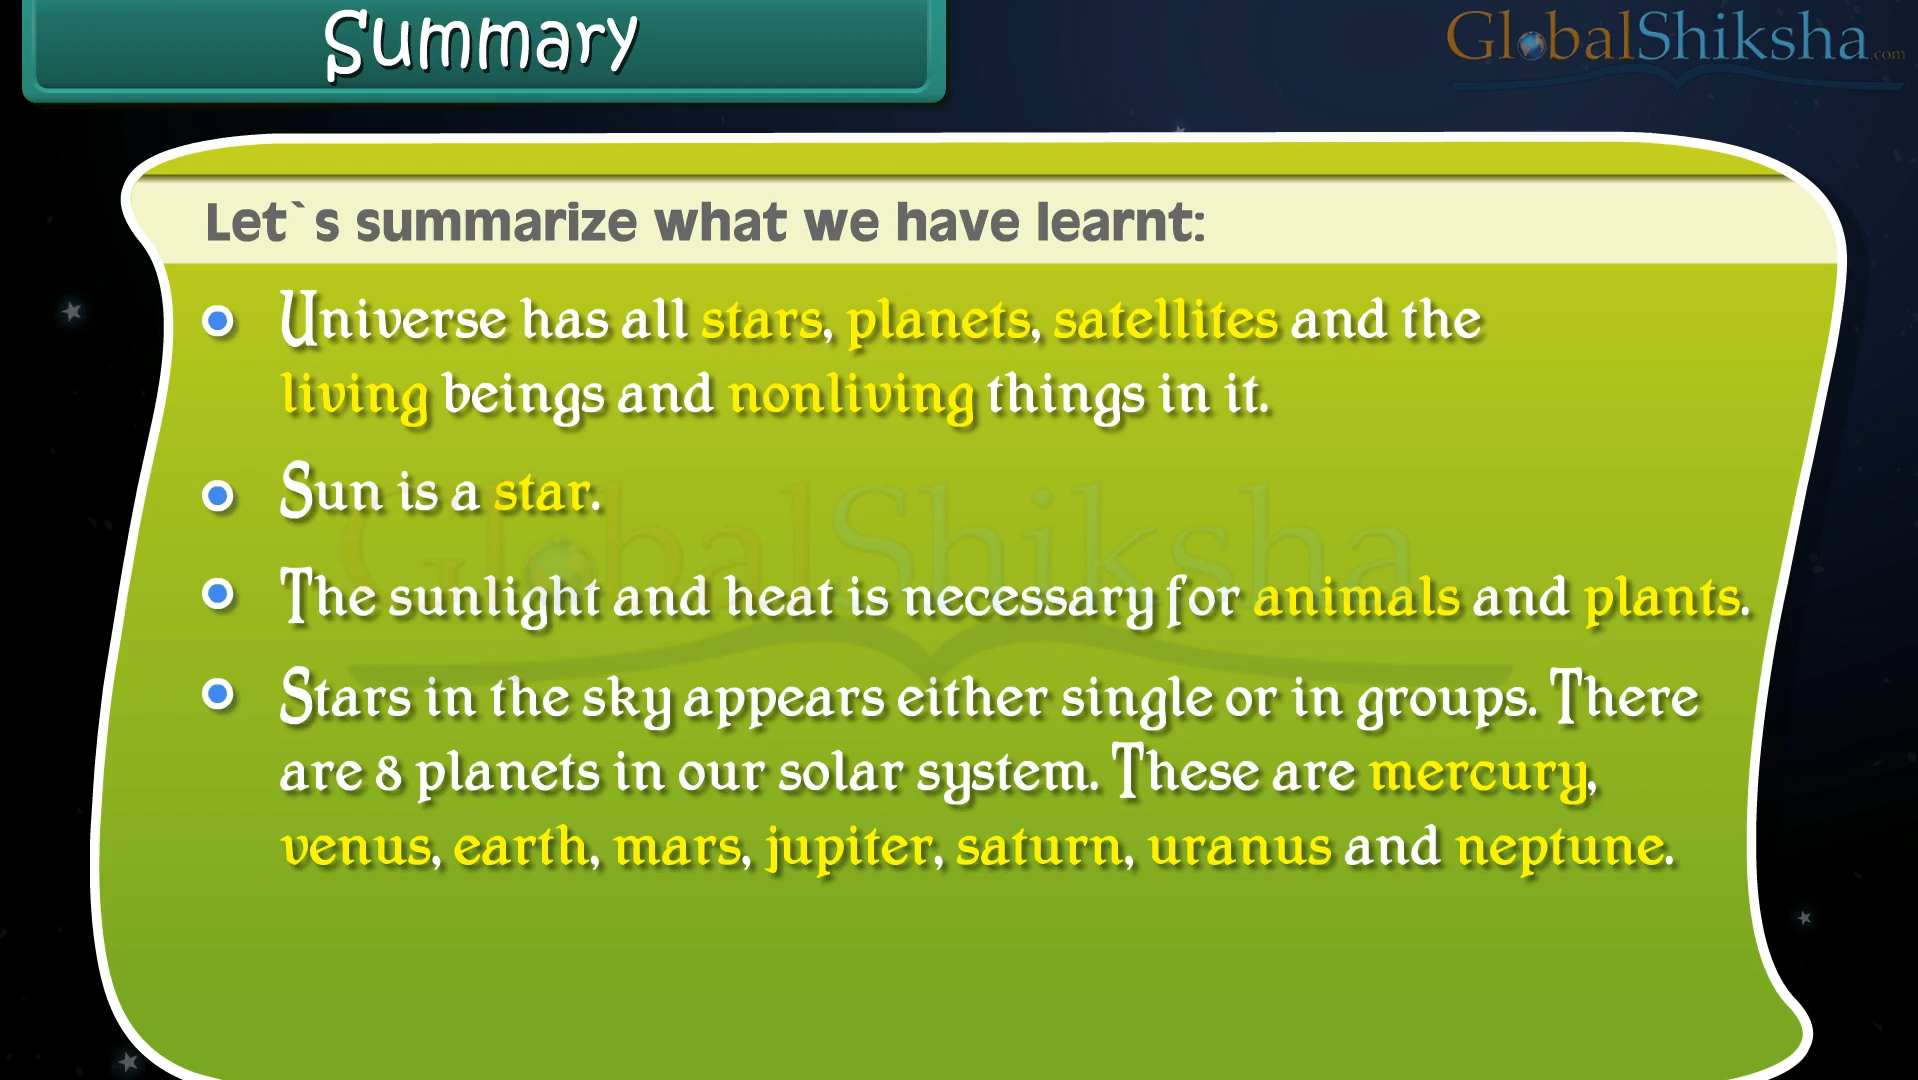 Summary
GlobalShiksha.com
Let`s summarize what we have learnt:
Universe has all stars, planets, satellites and the
living beings and nonliving things in it.
Sun is a star.
GlobalShiksha
The sunlight and heat is necessary for animals and plants.
Stars in the sky appears either single or in groups. There
are 8 planets in our solar system. These are mercury,
venus, earth, mars, jupiter, saturn, uranus and neptune.